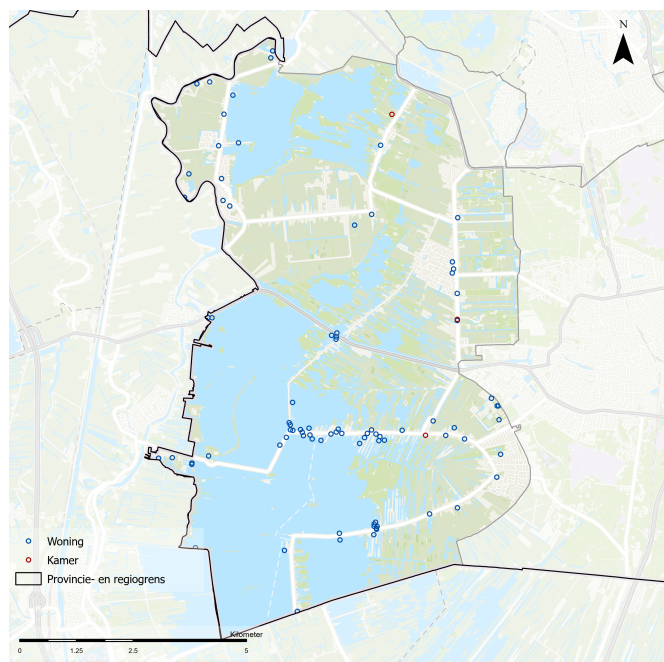 N
Woning
Kamer
Provincie- en regiogrens
Kilometer
0 1.25 2.5 5